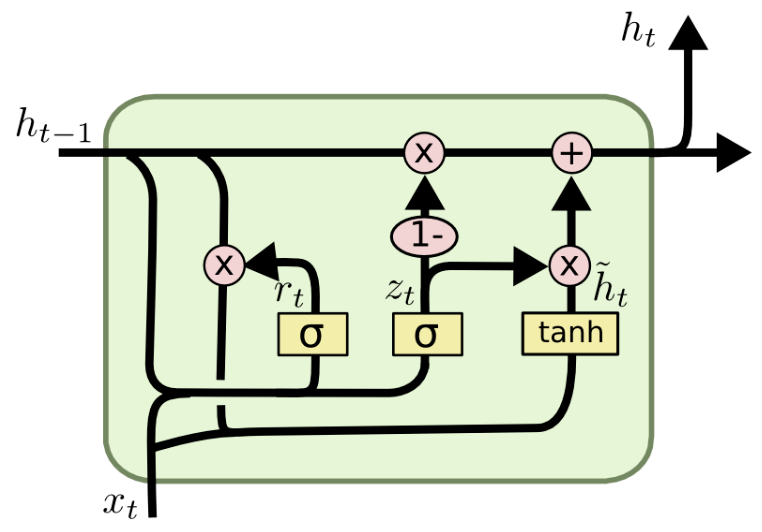 h_t
h_{t-1}
x +
1-
x r_t z_t x h̃_t
σ σ tanh
x_t